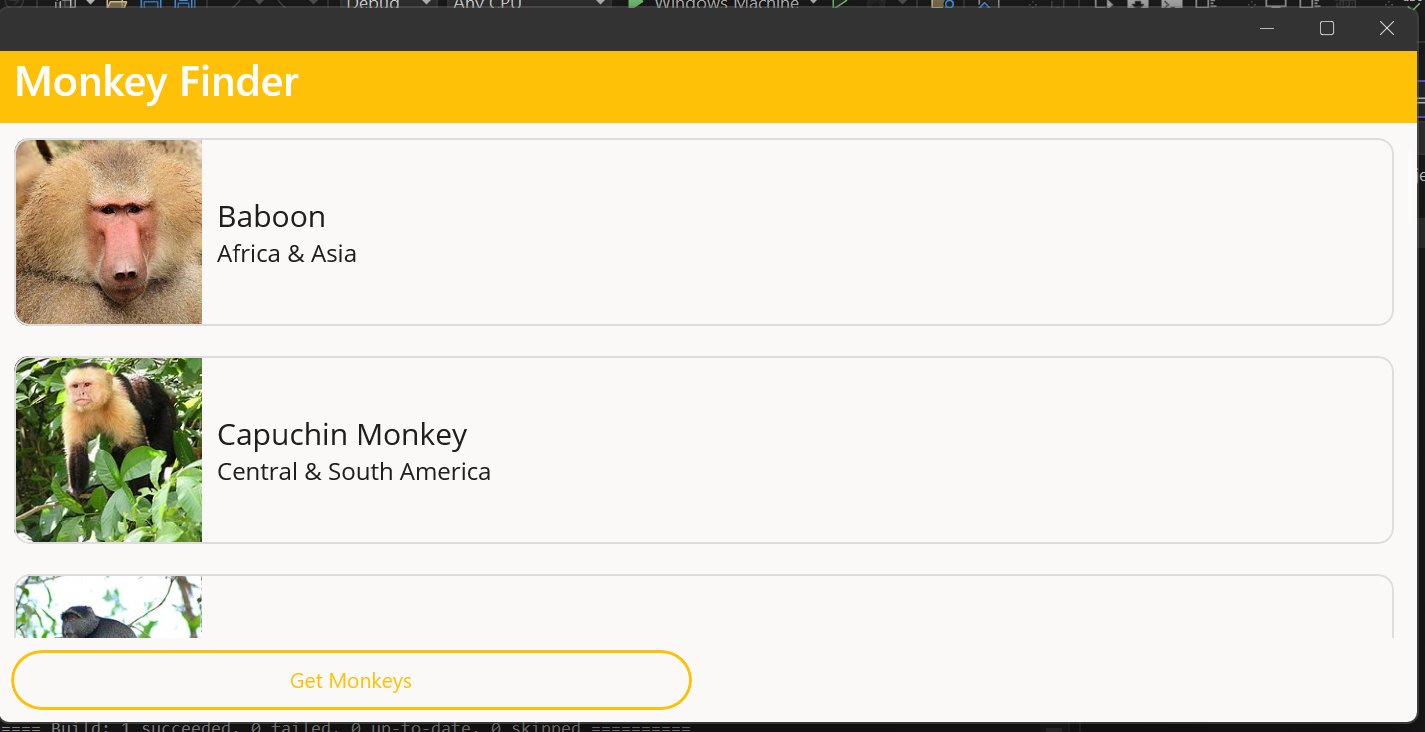 Debug Any CPU Windows Machine
Monkey Finder
Baboon
Africa & Asia
Capuchin Monkey
Central & South America
Get Monkeys
==== Build: 1 succeeded, 0 failed, 0 up-to-date, 0 skipped ==========